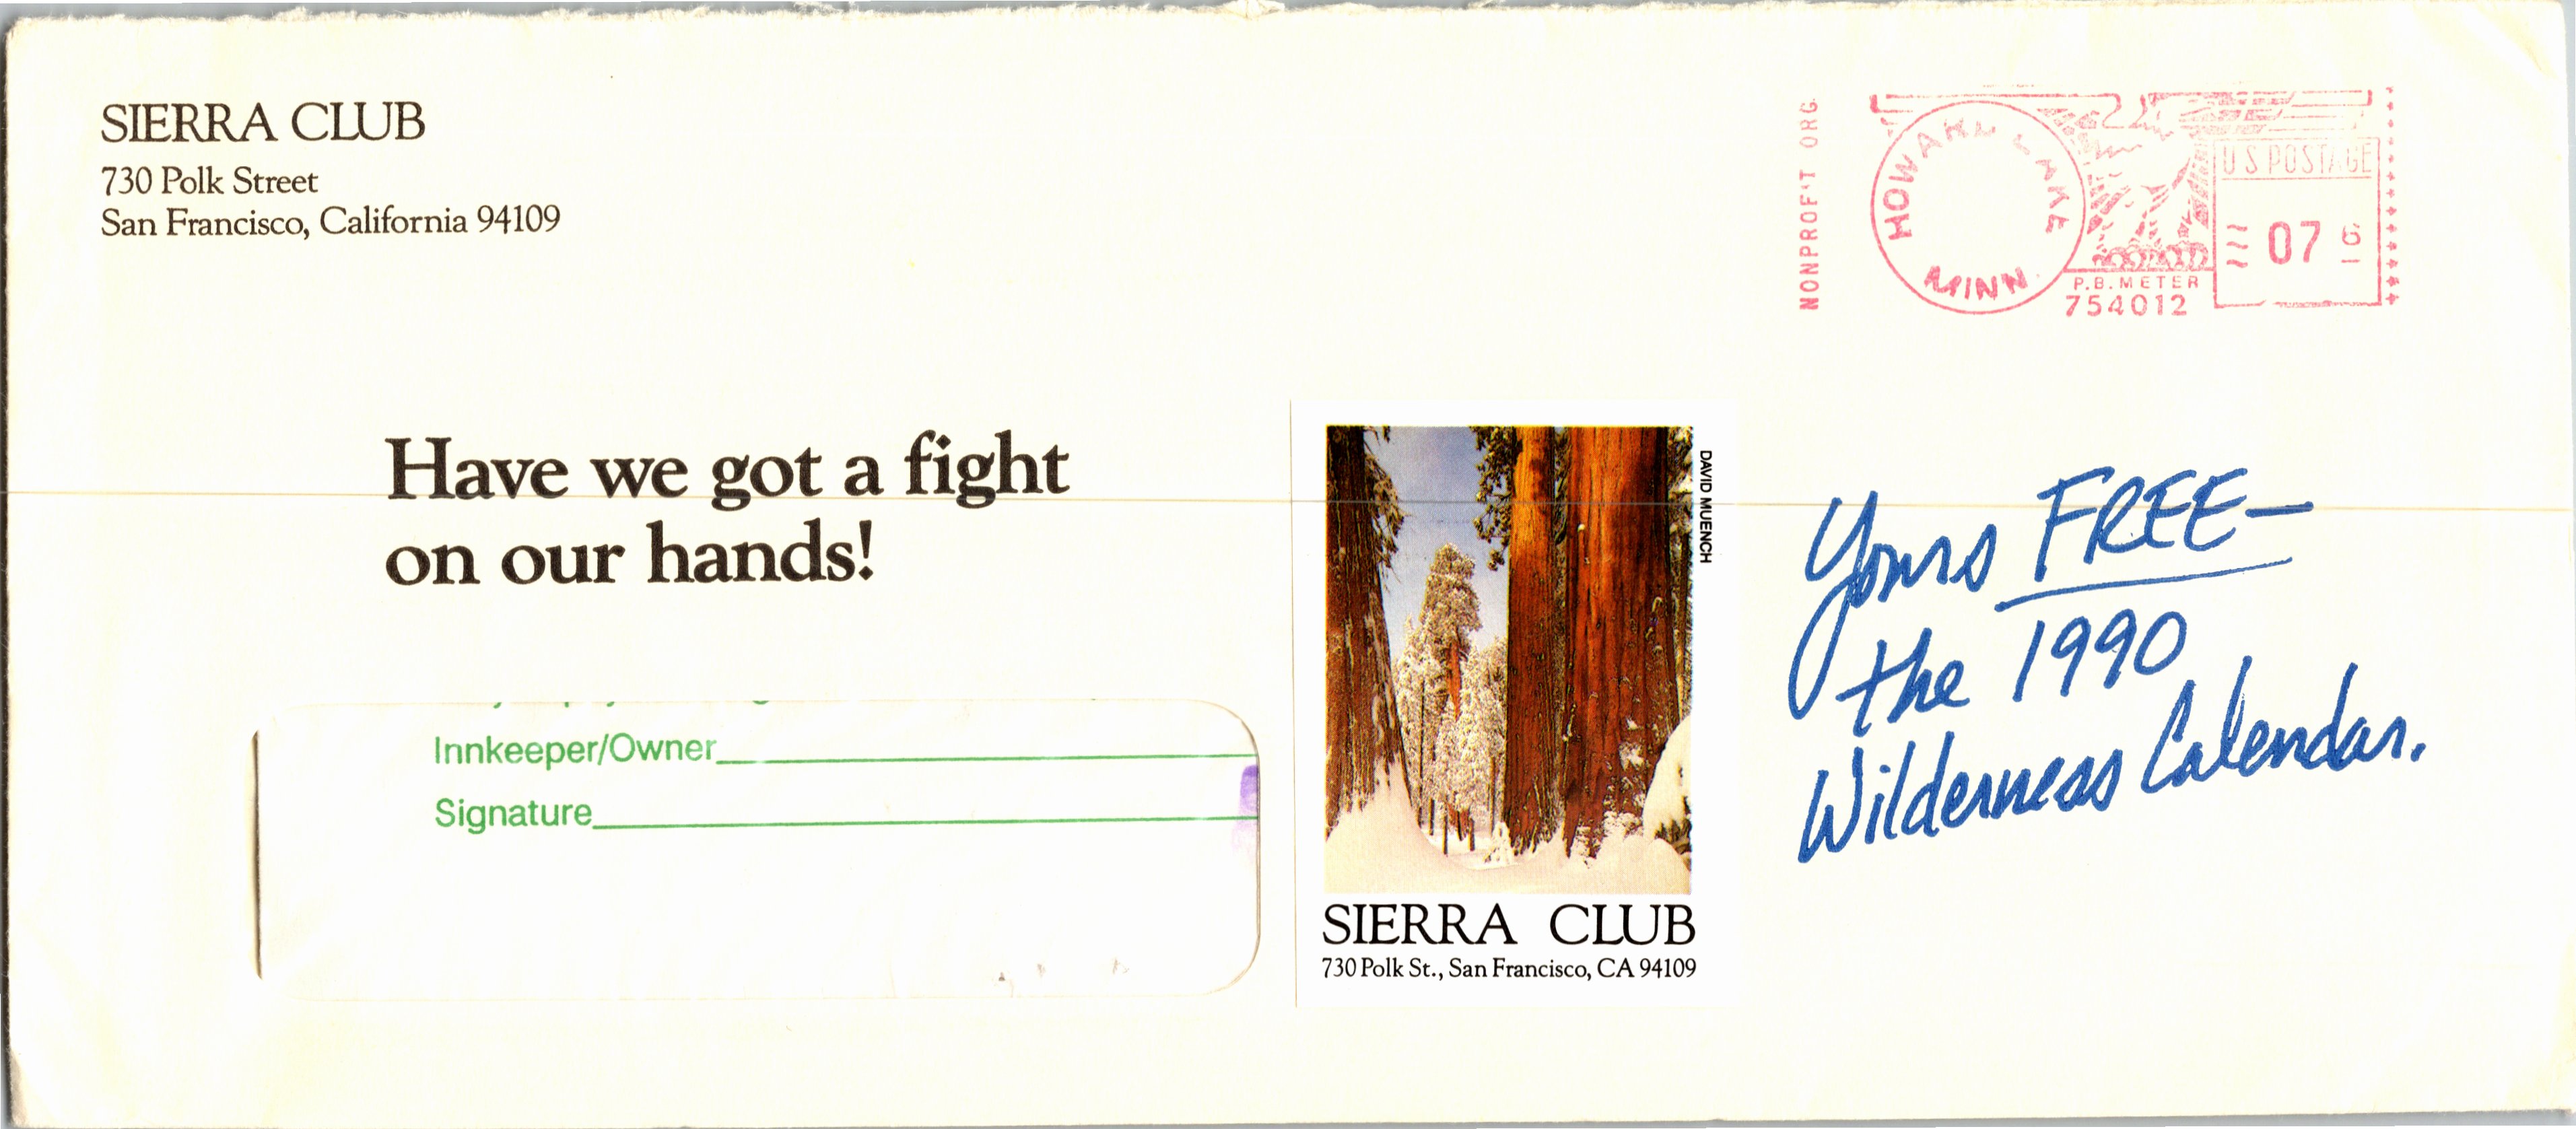 SIERRA CLUB
730 Polk Street
San Francisco, California 94109
NONPROFIT ORG.
HOWARD LAKE
MINN
P.B. METER
754012
U S POSTAGE
07 6
Have we got a fight
on our hands!
Innkeeper/Owner
Signature
DAVID MUENCH
SIERRA CLUB
730 Polk St., San Francisco, CA 94109
Yours FREE—
the 1990
Wilderness Calendar.